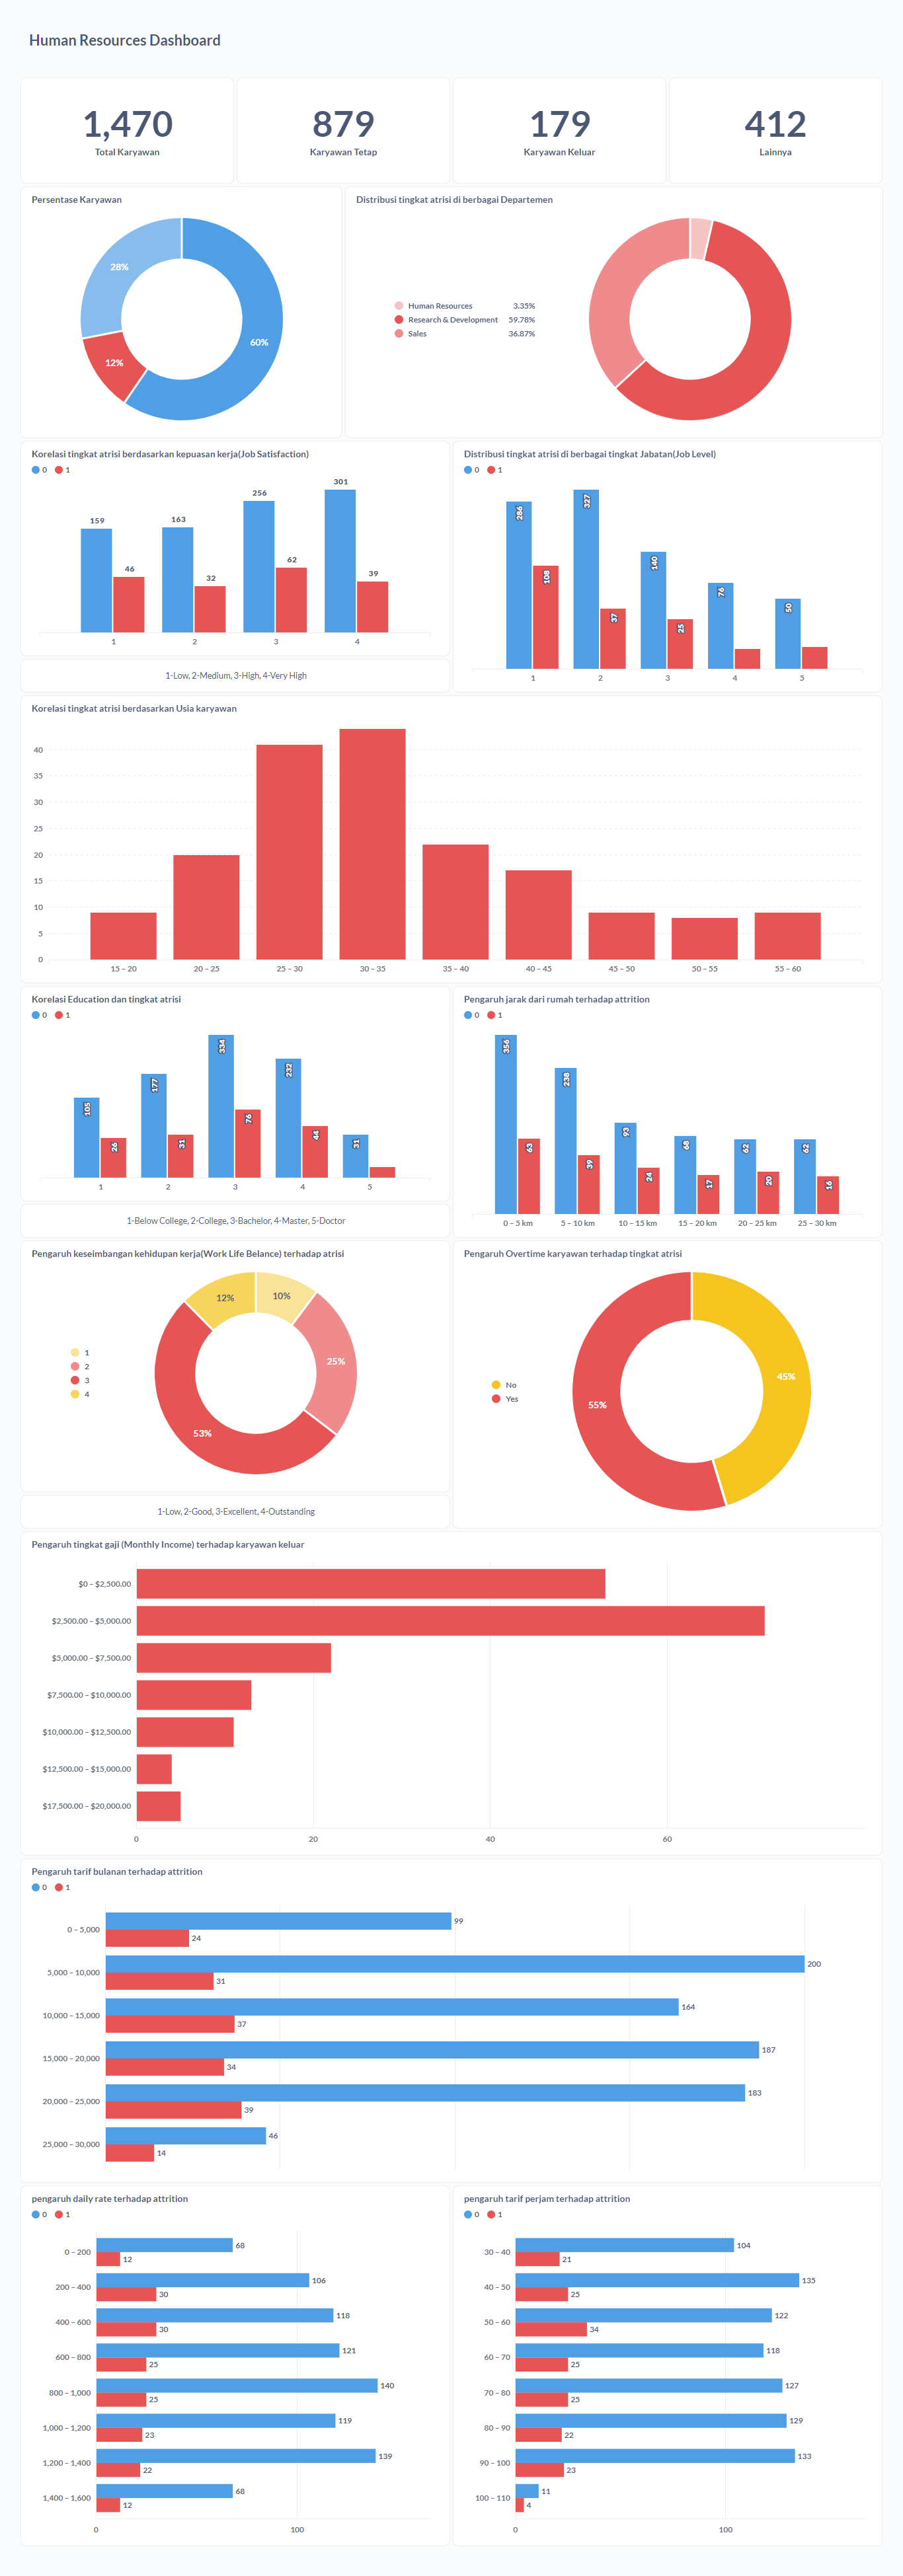 Human Resources Dashboard
1,470
Total Karyawan
879
Karyawan Tetap
179
Karyawan Keluar
412
Lainnya
Persentase Karyawan
28%
60%
12%
Distribusi tingkat atrisi di berbagai Departemen
Human Resources 3.35%
Research & Development 59.78%
Sales 36.87%
Korelasi tingkat atrisi berdasarkan kepuasan kerja(Job Satisfaction)
0 1
159 46 163 32 256 62 301 39
1 2 3 4
1-Low, 2-Medium, 3-High, 4-Very High
Distribusi tingkat atrisi di berbagai tingkat Jabatan(Job Level)
0 1
286 108 327 37 140 25 76 50
1 2 3 4 5
Korelasi tingkat atrisi berdasarkan Usia karyawan
40
35
30
25
20
15
10
5
0
15 – 20 20 – 25 25 – 30 30 – 35 35 – 40 40 – 45 45 – 50 50 – 55 55 – 60
Korelasi Education dan tingkat atrisi
0 1
105 26 177 31 334 76 232 44 31
1 2 3 4 5
1-Below College, 2-College, 3-Bachelor, 4-Master, 5-Doctor
Pengaruh jarak dari rumah terhadap attrition
0 1
356 63 238 39 93 24 68 17 62 20 62 16
0 – 5 km 5 – 10 km 10 – 15 km 15 – 20 km 20 – 25 km 25 – 30 km
Pengaruh keseimbangan kehidupan kerja(Work Life Belance) terhadap atrisi
1
2
3
4
12% 10%
25%
53%
1-Low, 2-Good, 3-Excellent, 4-Outstanding
Pengaruh Overtime karyawan terhadap tingkat atrisi
No
Yes
45%
55%
Pengaruh tingkat gaji (Monthly Income) terhadap karyawan keluar
$0 – $2,500.00
$2,500.00 – $5,000.00
$5,000.00 – $7,500.00
$7,500.00 – $10,000.00
$10,000.00 – $12,500.00
$12,500.00 – $15,000.00
$17,500.00 – $20,000.00
0 20 40 60
Pengaruh tarif bulanan terhadap attrition
0 1
0 – 5,000 99 24
5,000 – 10,000 200 31
10,000 – 15,000 164 37
15,000 – 20,000 187 34
20,000 – 25,000 183 39
25,000 – 30,000 46 14
pengaruh daily rate terhadap attrition
0 1
0 – 200 68 12
200 – 400 106 30
400 – 600 118 30
600 – 800 121 25
800 – 1,000 140 25
1,000 – 1,200 119 23
1,200 – 1,400 139 22
1,400 – 1,600 68 12
0 100
pengaruh tarif perjam terhadap attrition
0 1
30 – 40 104 21
40 – 50 135 25
50 – 60 122 34
60 – 70 118 25
70 – 80 127 25
80 – 90 129 22
90 – 100 133 23
100 – 110 11 4
0 100